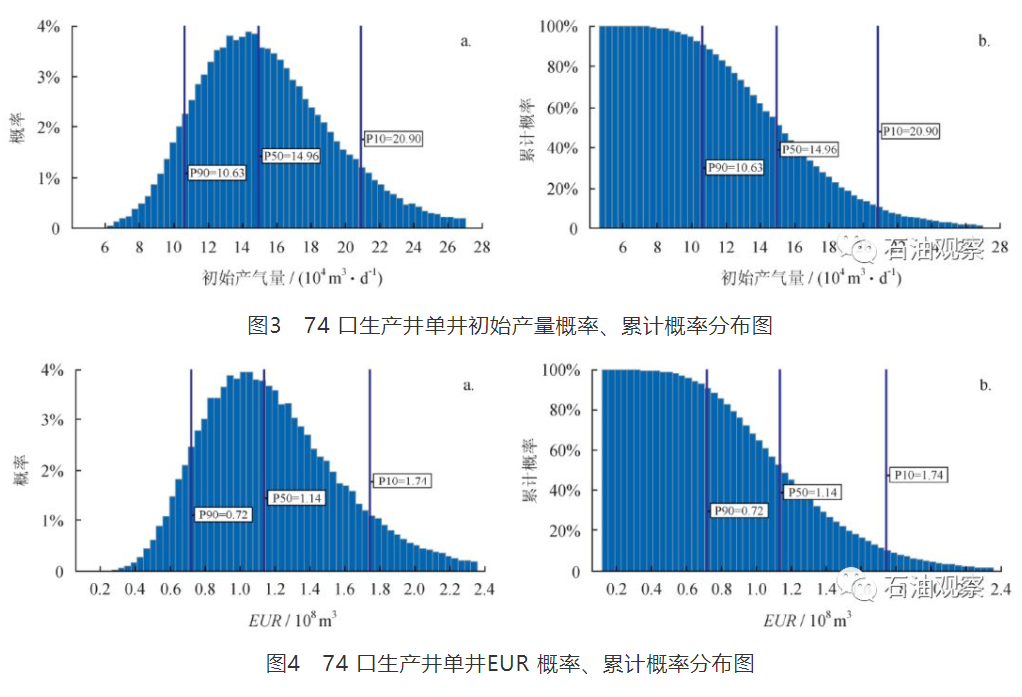 4%
3%
2%
1%
0
概率
a.
P90=10.63
P50=14.96
P10=20.90
6 8 10 12 14 16 18 20 22 24 26 28
初始产气量 / (10⁴ m³·d⁻¹)
100%
80%
60%
40%
20%
0
累计概率
b.
P10=20.90
P50=14.96
P90=10.63
6 8 10 12 14 16 18 28
石油观察
初始产气量 / (10⁴ m³·d⁻¹)
图3 74 口生产井单井初始产量概率、累计概率分布图
4%
3%
2%
1%
0
概率
a.
P90=0.72
P50=1.14
P10=1.74
0.2 0.4 0.6 0.8 1.0 1.2 1.4 1.6 1.8 2.0 2.2 2.4
EUR / 10⁸ m³
100%
80%
60%
40%
20%
0
累计概率
b.
P10=1.74
P50=1.14
P90=0.72
0.2 0.4 0.6 0.8 1.0 1.2 1.4 2.4
石油观察
EUR / 10⁸ m³
图4 74 口生产井单井EUR 概率、累计概率分布图